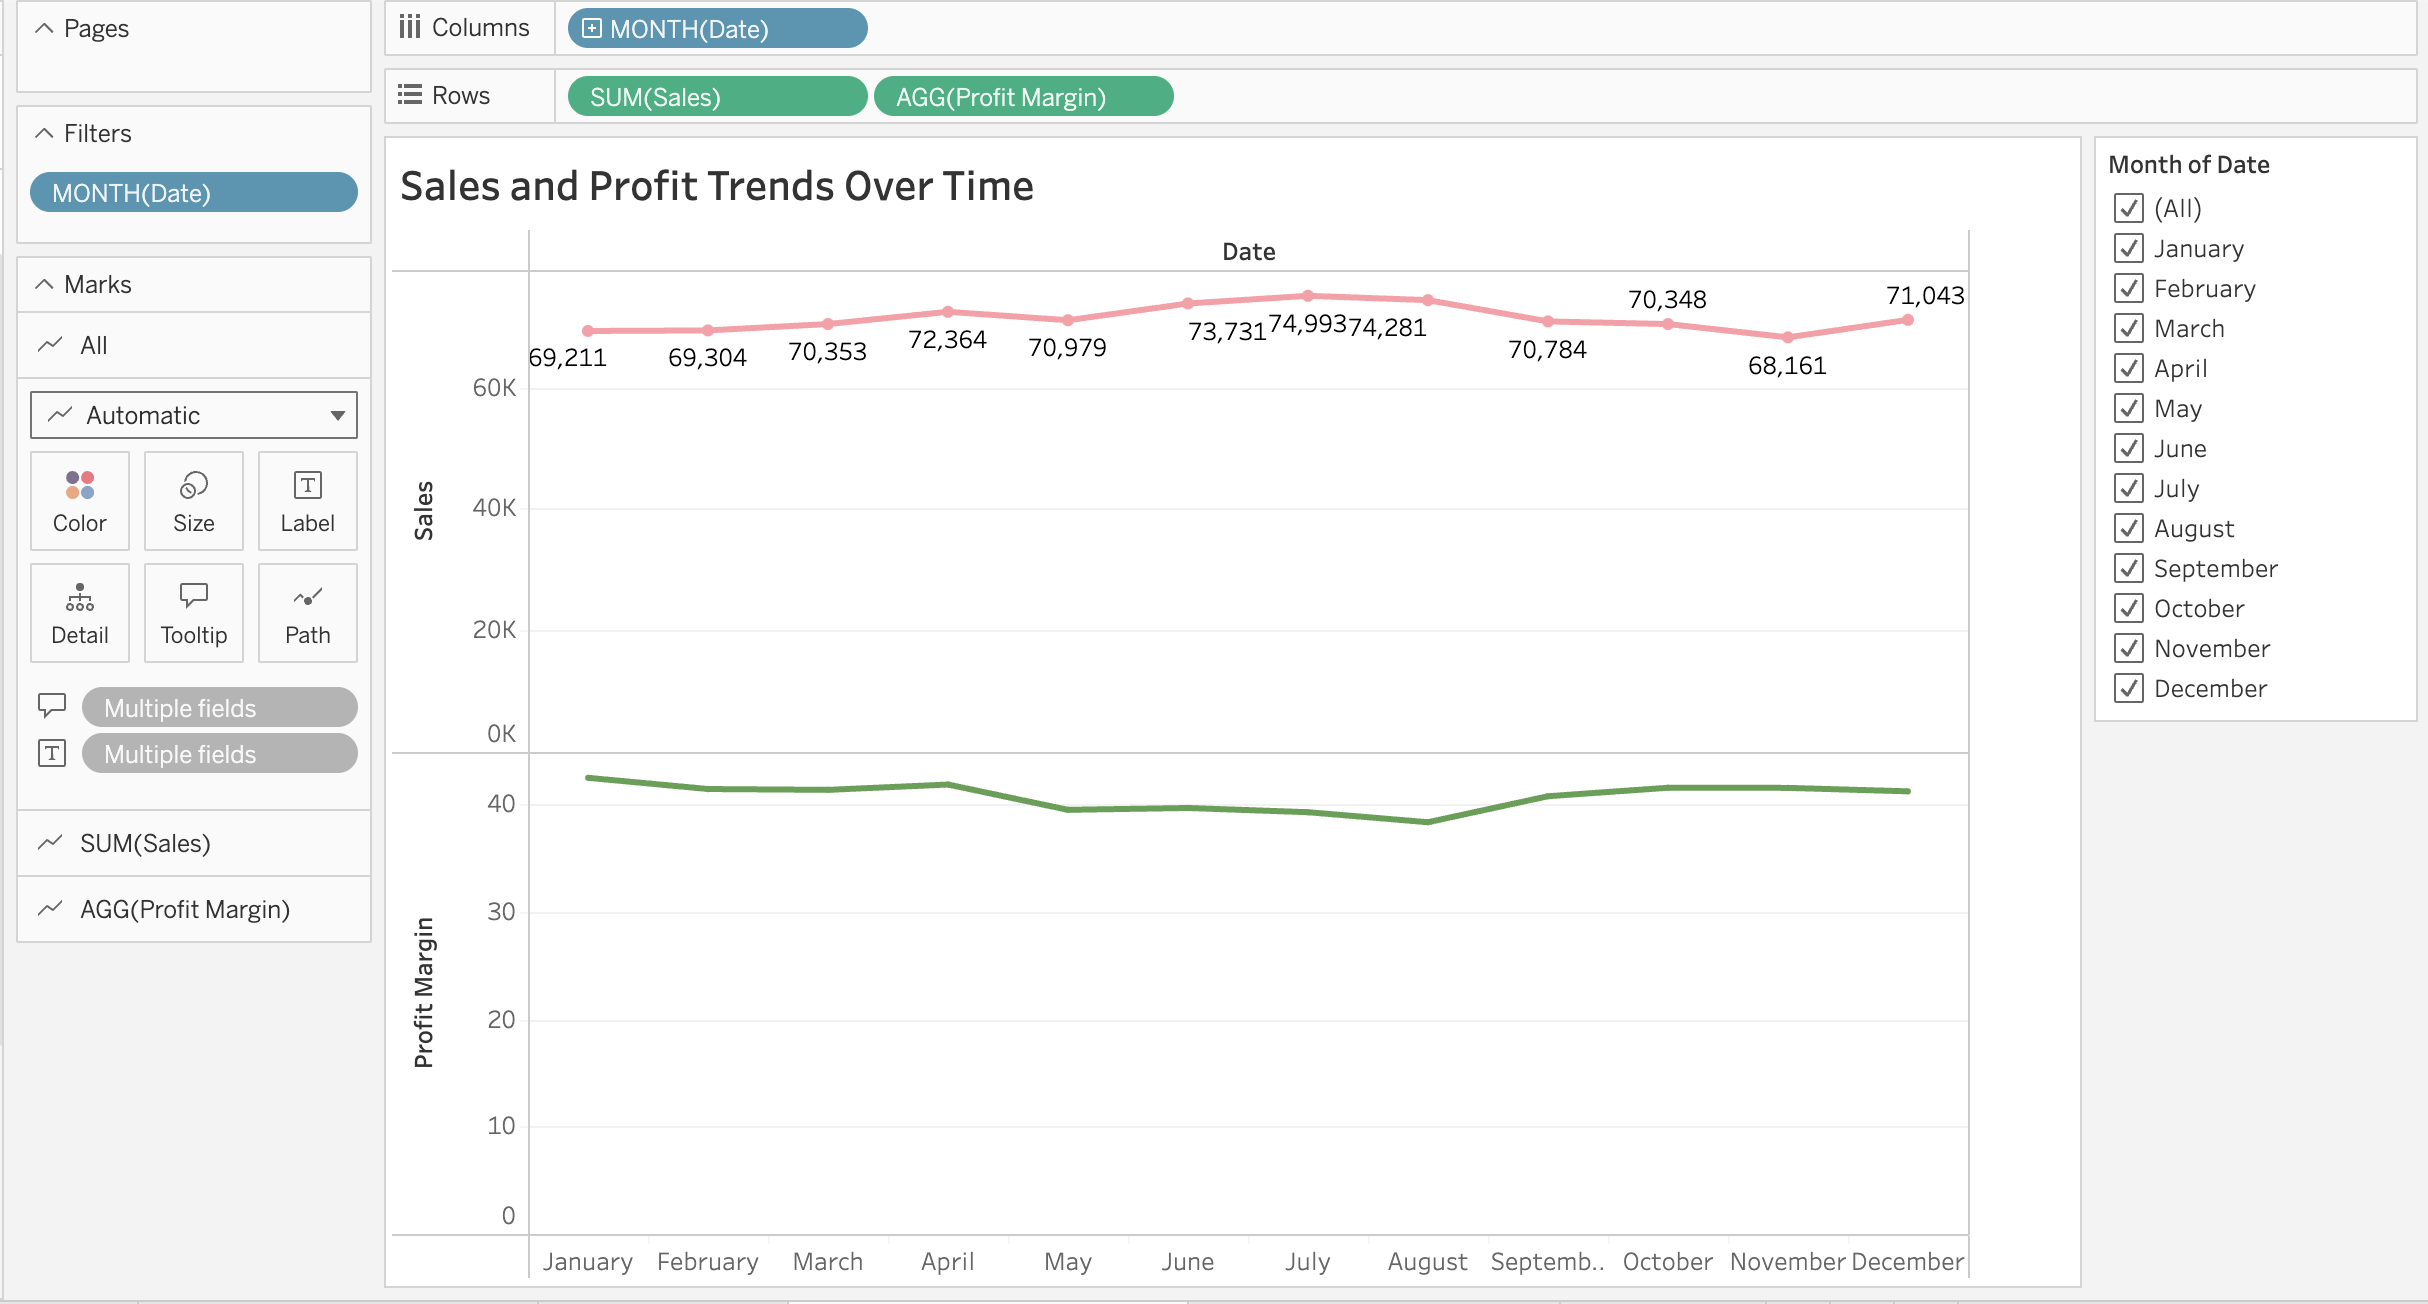 Pages
Filters
MONTH(Date)
Marks
All
Automatic
Color Size Label
Detail Tooltip Path
Multiple fields
T Multiple fields
SUM(Sales)
AGG(Profit Margin)
Columns MONTH(Date)
Rows SUM(Sales) AGG(Profit Margin)
Sales and Profit Trends Over Time
Date
69,211 69,304 70,353 72,364 70,979 73,731 74,993 74,281 70,784 70,348 68,161 71,043
Sales
60K
40K
20K
0K
Profit Margin
40
30
20
10
0
January February March April May June July August Septemb.. October November December
Month of Date
(All)
January
February
March
April
May
June
July
August
September
October
November
December